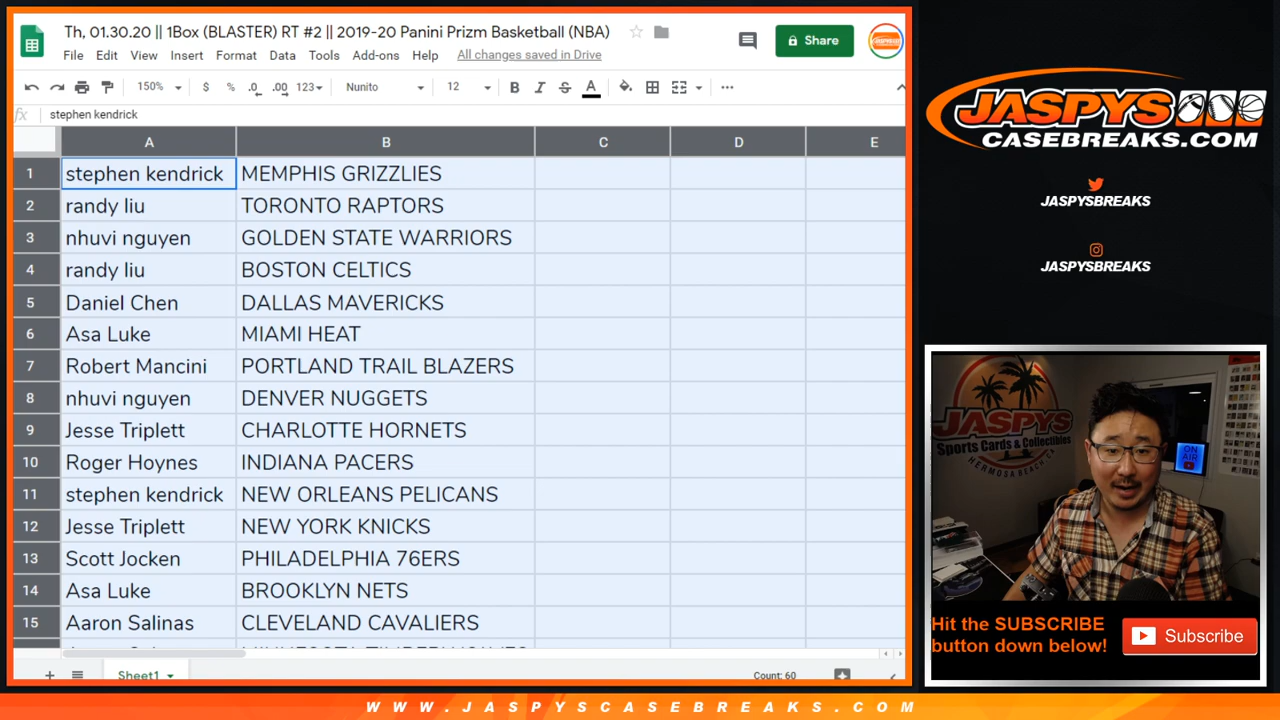 Th, 01.30.20 || 1Box (BLASTER) RT #2 || 2019-20 Panini Prizm Basketball (NBA)
File Edit View Insert Format Data Tools Add-ons Help All changes saved in Drive
Share
150% $ % .0 .00 123 Nunito 12 B I S A
fx stephen kendrick
A B C D E
1 stephen kendrick MEMPHIS GRIZZLIES
2 randy liu TORONTO RAPTORS
3 nhuvi nguyen GOLDEN STATE WARRIORS
4 randy liu BOSTON CELTICS
5 Daniel Chen DALLAS MAVERICKS
6 Asa Luke MIAMI HEAT
7 Robert Mancini PORTLAND TRAIL BLAZERS
8 nhuvi nguyen DENVER NUGGETS
9 Jesse Triplett CHARLOTTE HORNETS
10 Roger Hoynes INDIANA PACERS
11 stephen kendrick NEW ORLEANS PELICANS
12 Jesse Triplett NEW YORK KNICKS
13 Scott Jocken PHILADELPHIA 76ERS
14 Asa Luke BROOKLYN NETS
15 Aaron Salinas CLEVELAND CAVALIERS
Sheet1
Count: 60
JASPYS
CASEBREAKS.COM
JASPYSBREAKS
JASPYSBREAKS
JASPYS
Sports Cards & Collectibles
HERMOSA BEACH, CA
ON
AIR
Hit the SUBSCRIBE
button down below!
Subscribe
WWW.JASPYSCASEBREAKS.COM